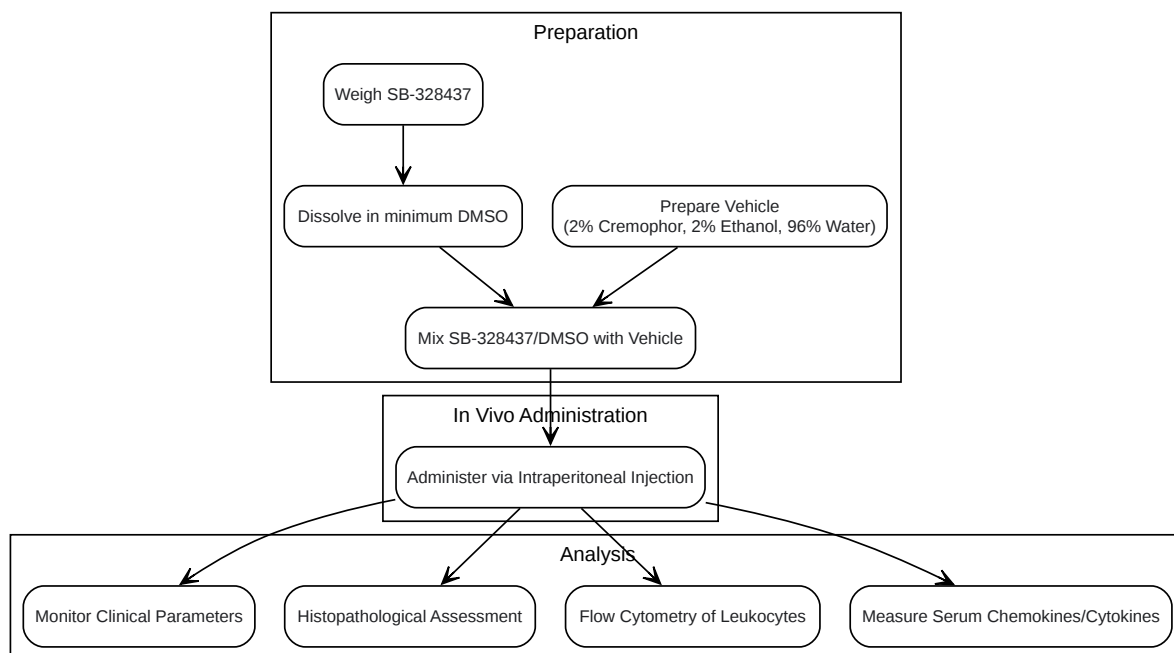 Preparation
Weigh SB-328437
Dissolve in minimum DMSO
Prepare Vehicle
(2% Cremophor, 2% Ethanol, 96% Water)
Mix SB-328437/DMSO with Vehicle
In Vivo Administration
Administer via Intraperitoneal Injection
Analysis
Monitor Clinical Parameters
Histopathological Assessment
Flow Cytometry of Leukocytes
Measure Serum Chemokines/Cytokines